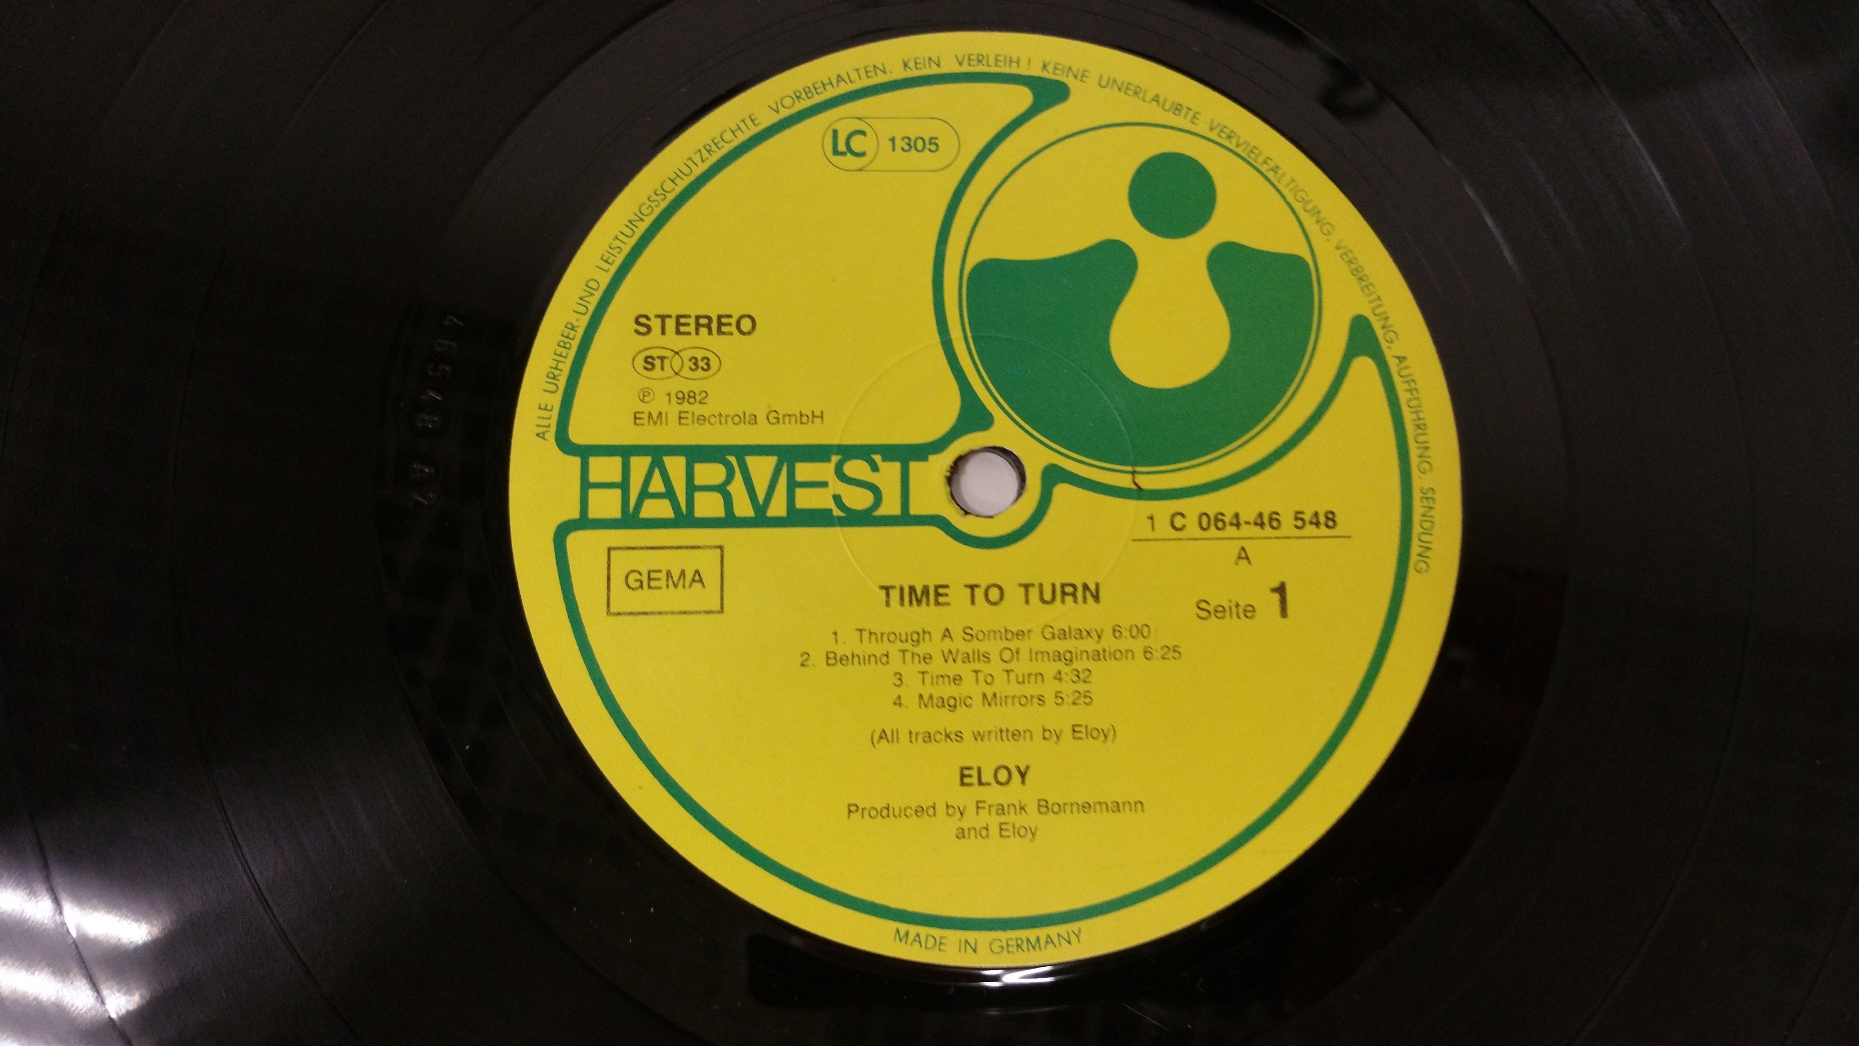 ALLE URHEBER- UND LEISTUNGSSCHUTZRECHTE VORBEHALTEN. KEIN VERLEIH! KEINE UNERLAUBTE VERVIELFÄLTIGUNG, VERBREITUNG, AUFFÜHRUNG, SENDUNG
LC 1305
STEREO
ST 33
℗ 1982
EMI Electrola GmbH
HARVEST
1 C 064-46 548
A
Seite 1
GEMA
TIME TO TURN
1. Through A Somber Galaxy 6:00
2. Behind The Walls Of Imagination 6:25
3. Time To Turn 4:32
4. Magic Mirrors 5:25
(All tracks written by Eloy)
ELOY
Produced by Frank Bornemann
and Eloy
MADE IN GERMANY
46548-A2